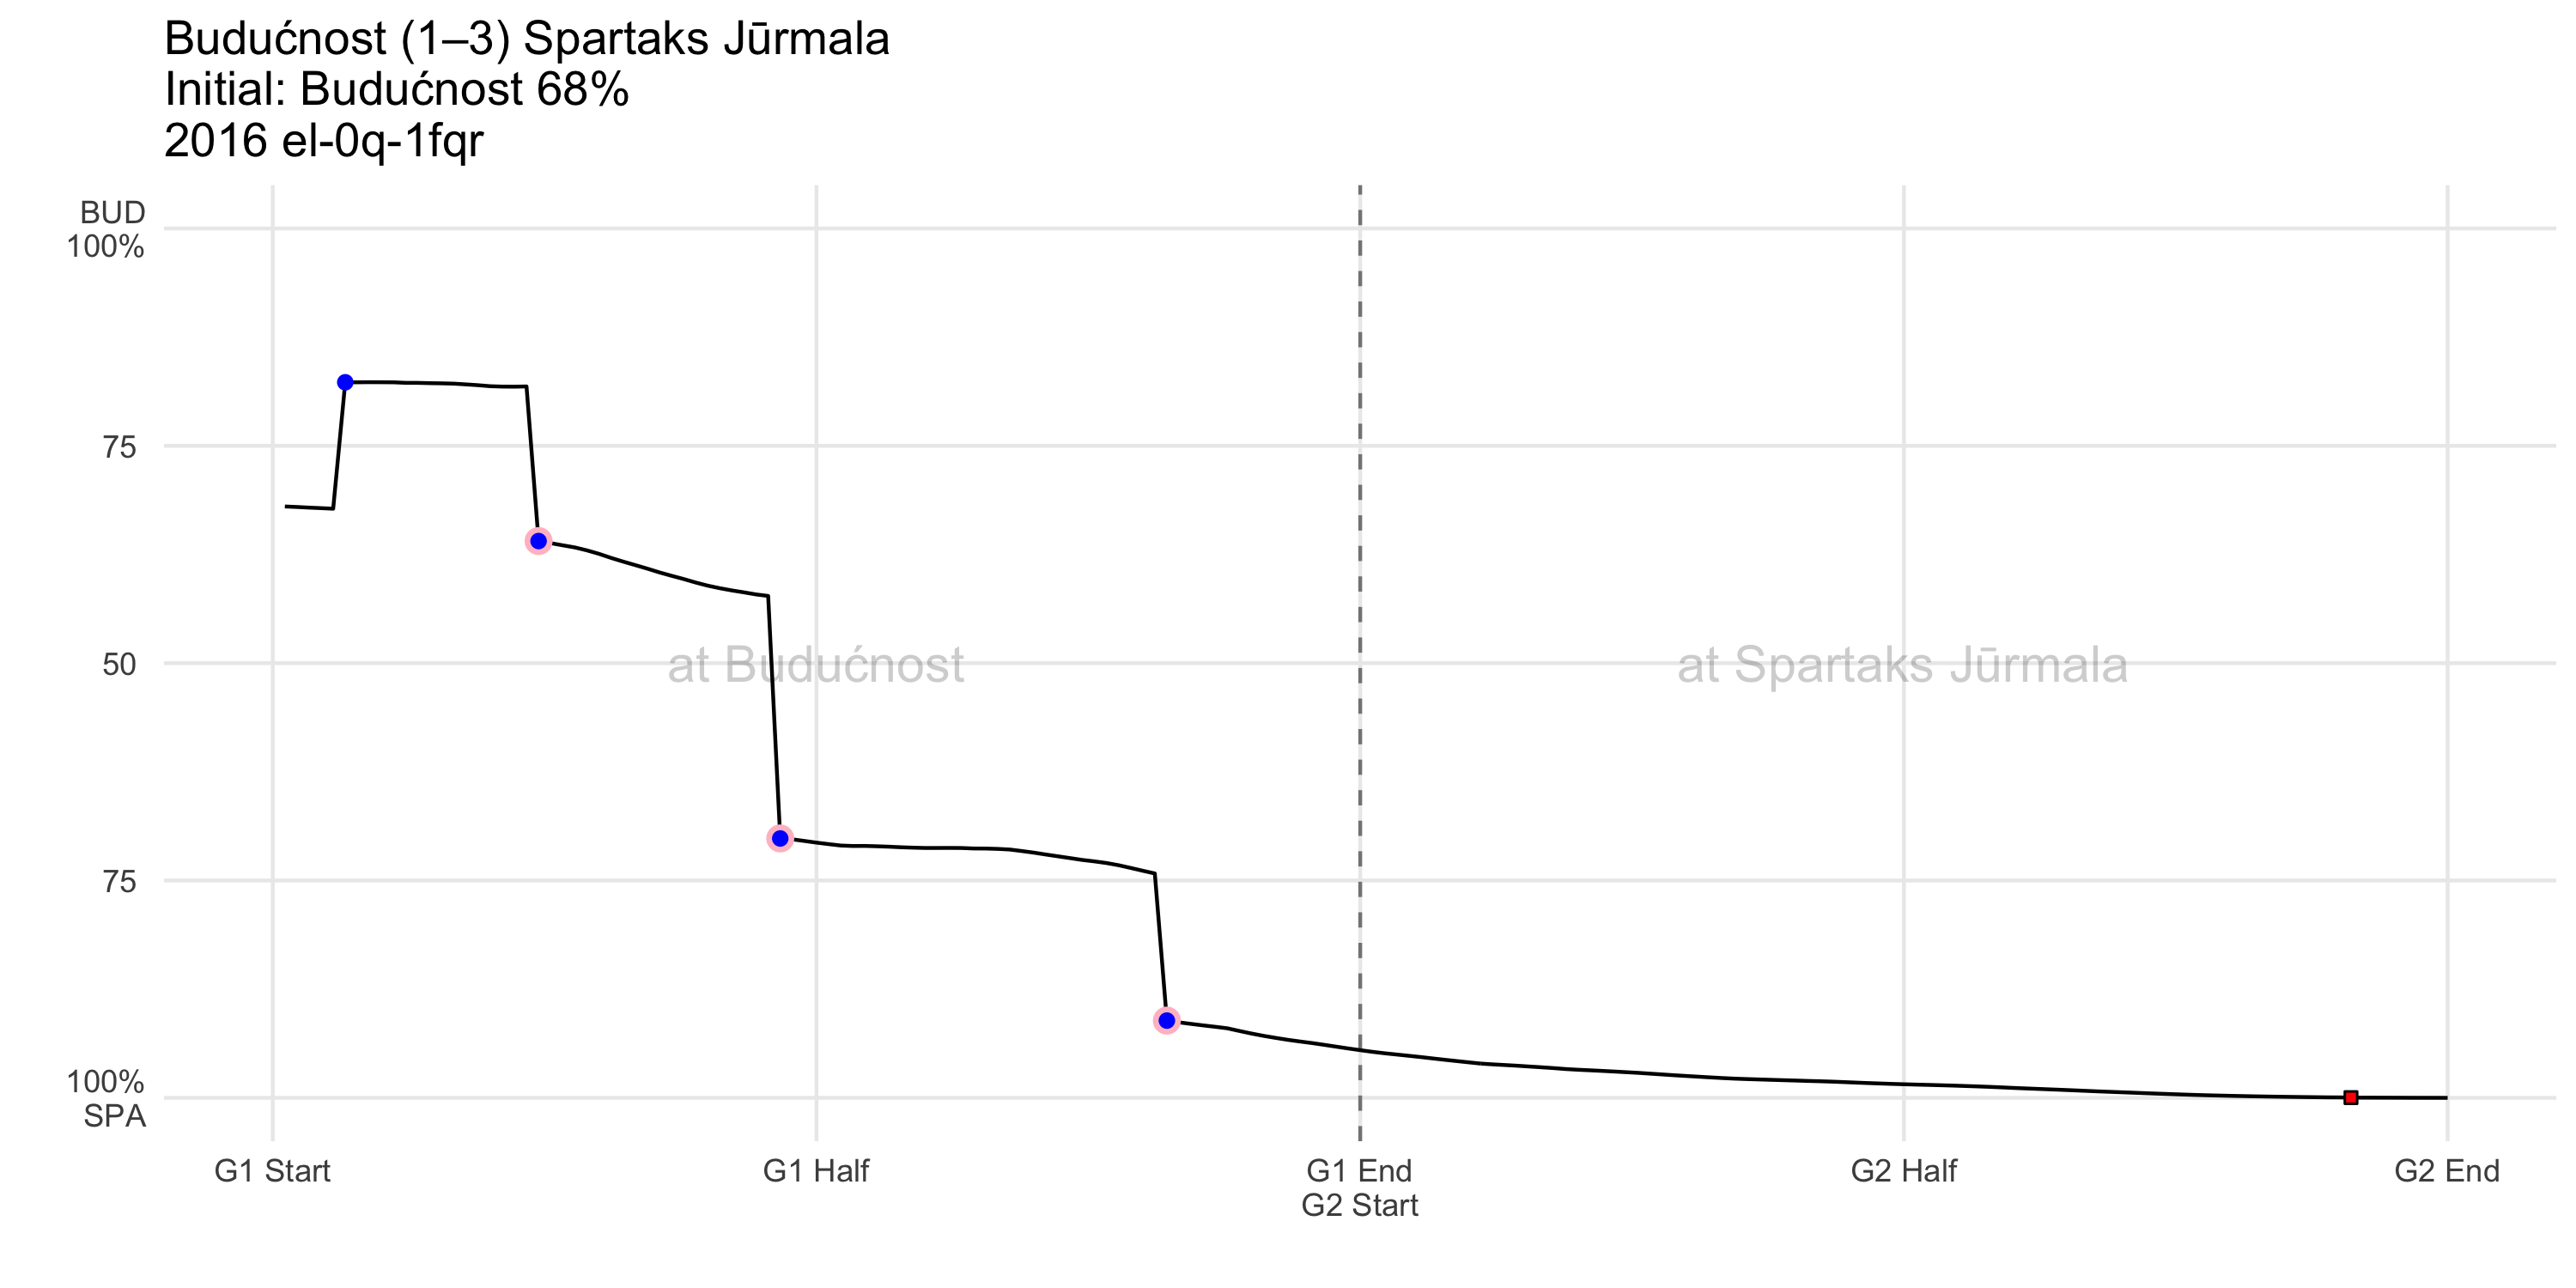 Budućnost (1–3) Spartaks Jūrmala
Initial: Budućnost 68%
2016 el-0q-1fqr
BUD
100%
75
50
75
100%
SPA
at Budućnost
at Spartaks Jūrmala
G1 Start
G1 Half
G1 End
G2 Start
G2 Half
G2 End